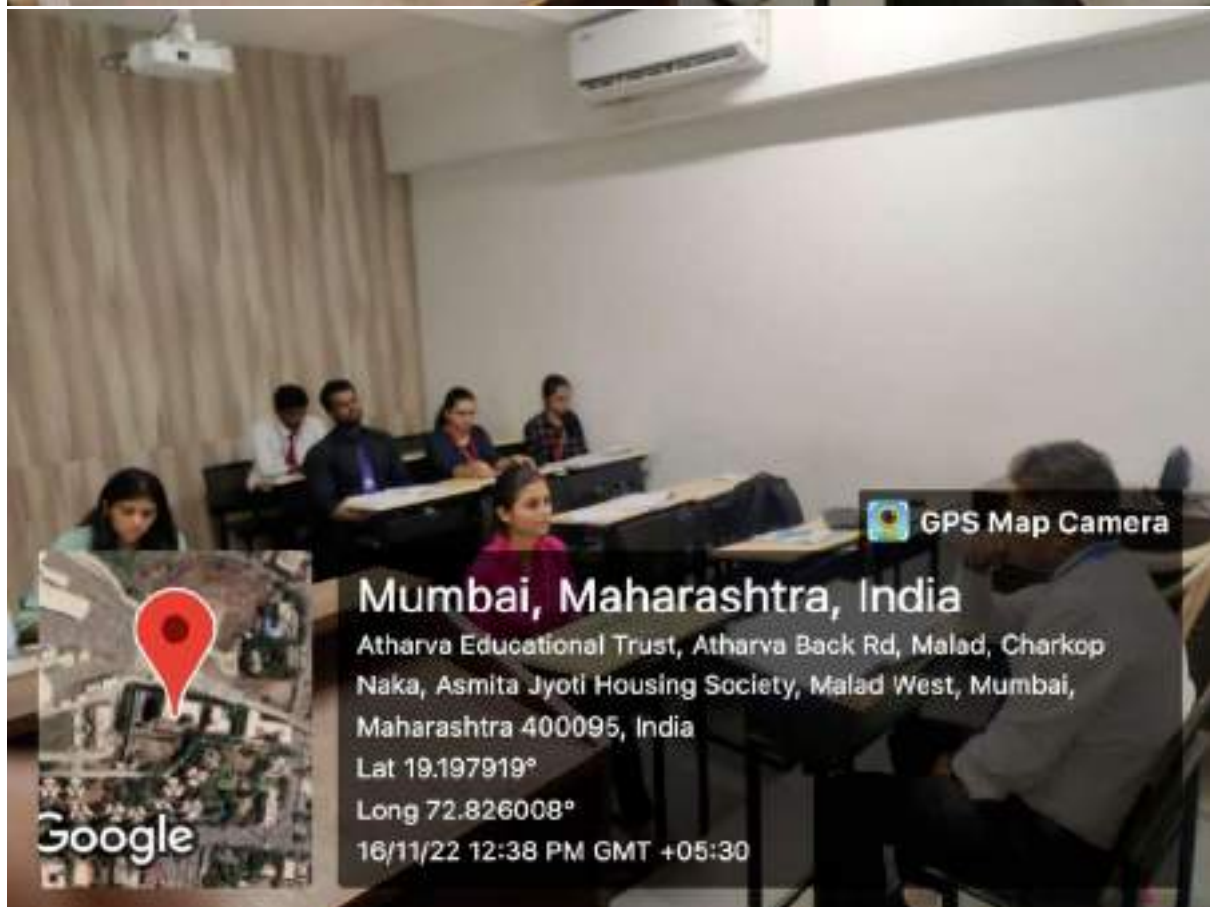 GPS Map Camera
Mumbai, Maharashtra, India
Atharva Educational Trust, Atharva Back Rd, Malad, Charkop
Naka, Asmita Jyoti Housing Society, Malad West, Mumbai,
Maharashtra 400095, India
Lat 19.197919°
Long 72.826008°
16/11/22 12:38 PM GMT +05:30
Google